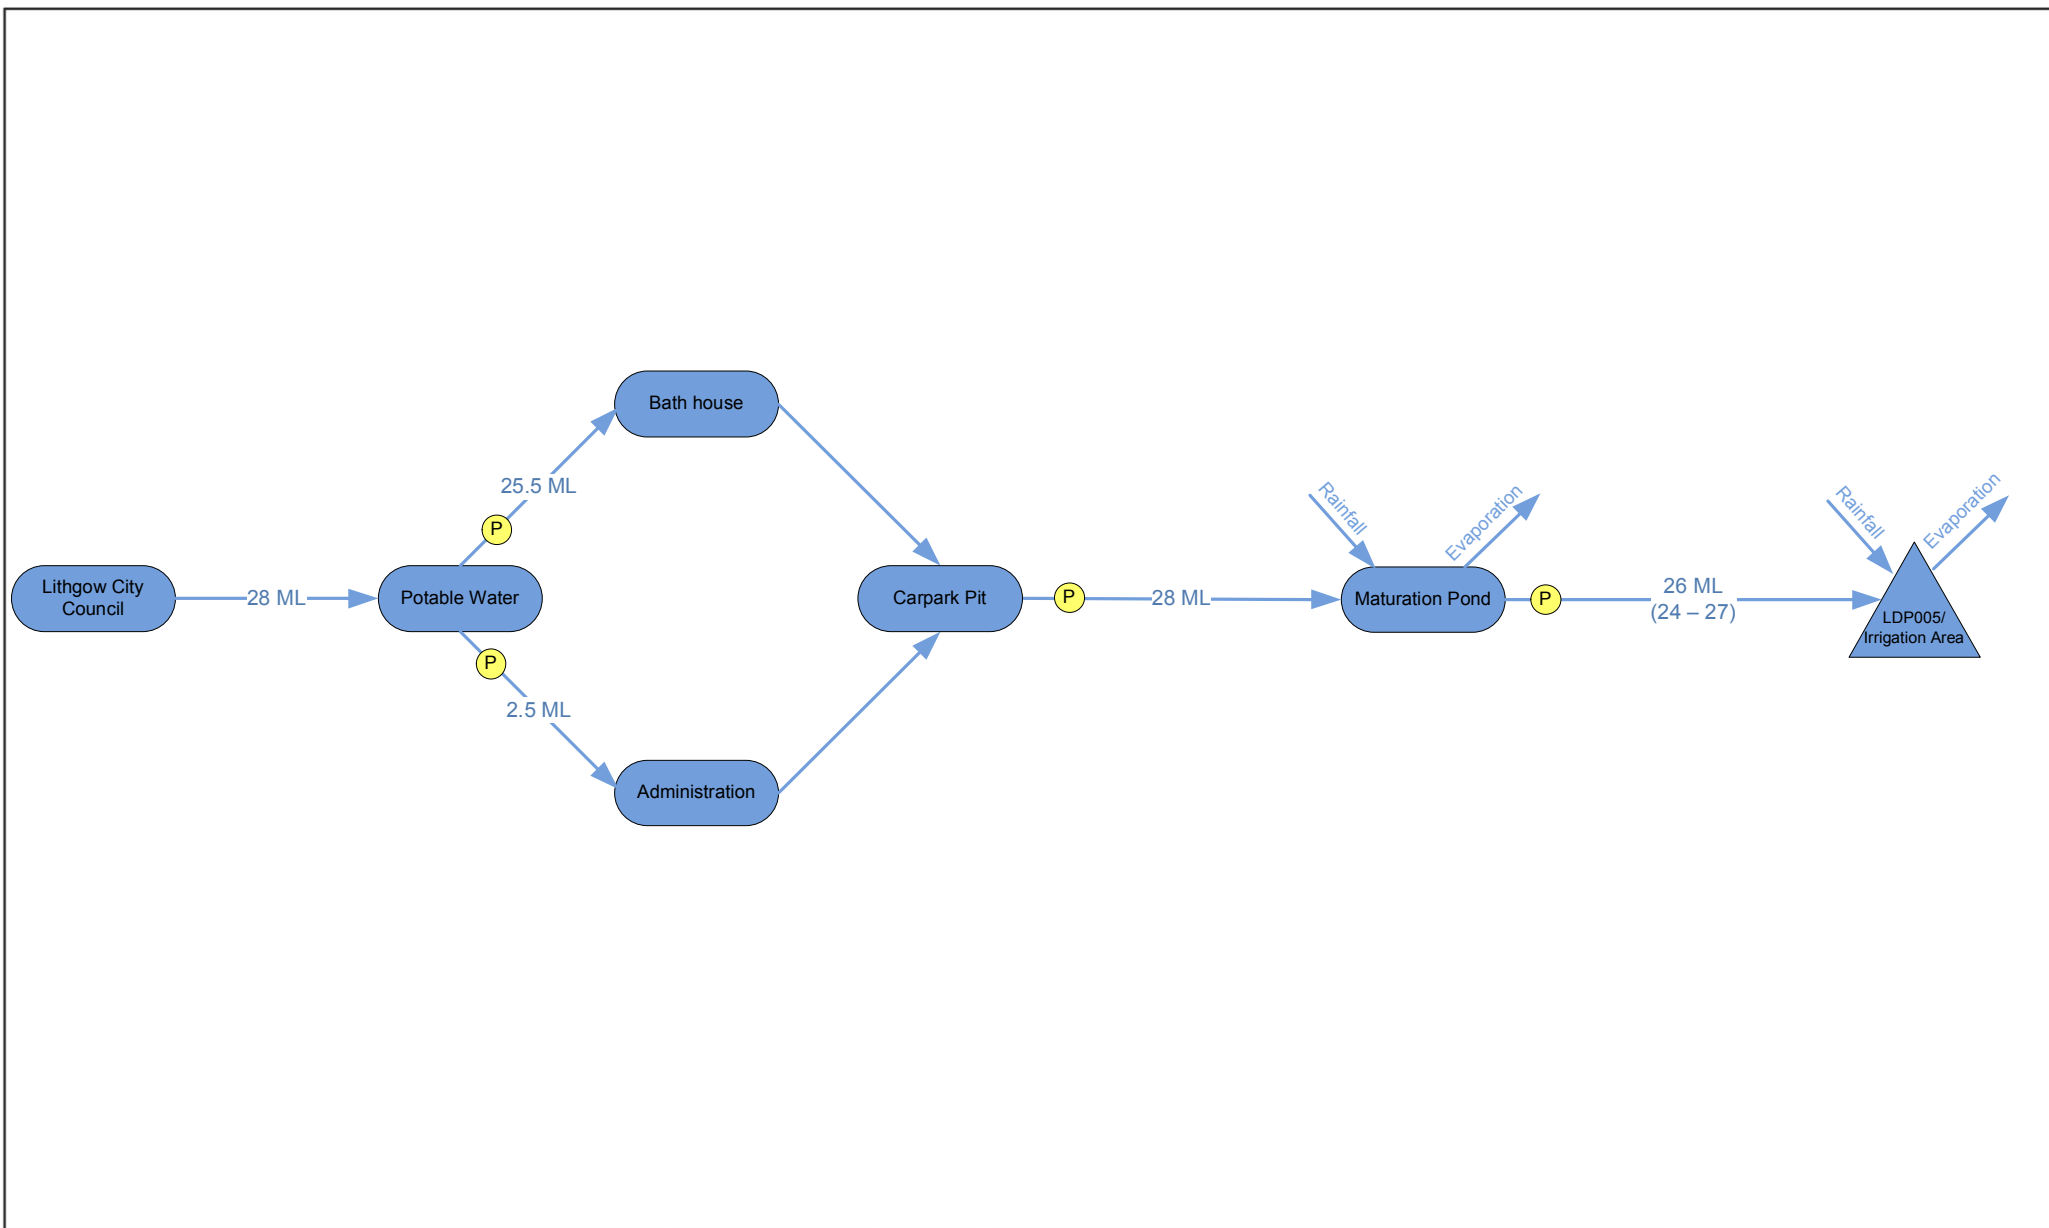 Bath house
25.5 ML
P
Lithgow City
Council
28 ML
Potable Water
P
2.5 ML
Administration
Carpark Pit
P
28 ML
Rainfall
Evaporation
Maturation Pond
P
26 ML
(24 – 27)
Rainfall
Evaporation
LDP005/
Irrigation Area